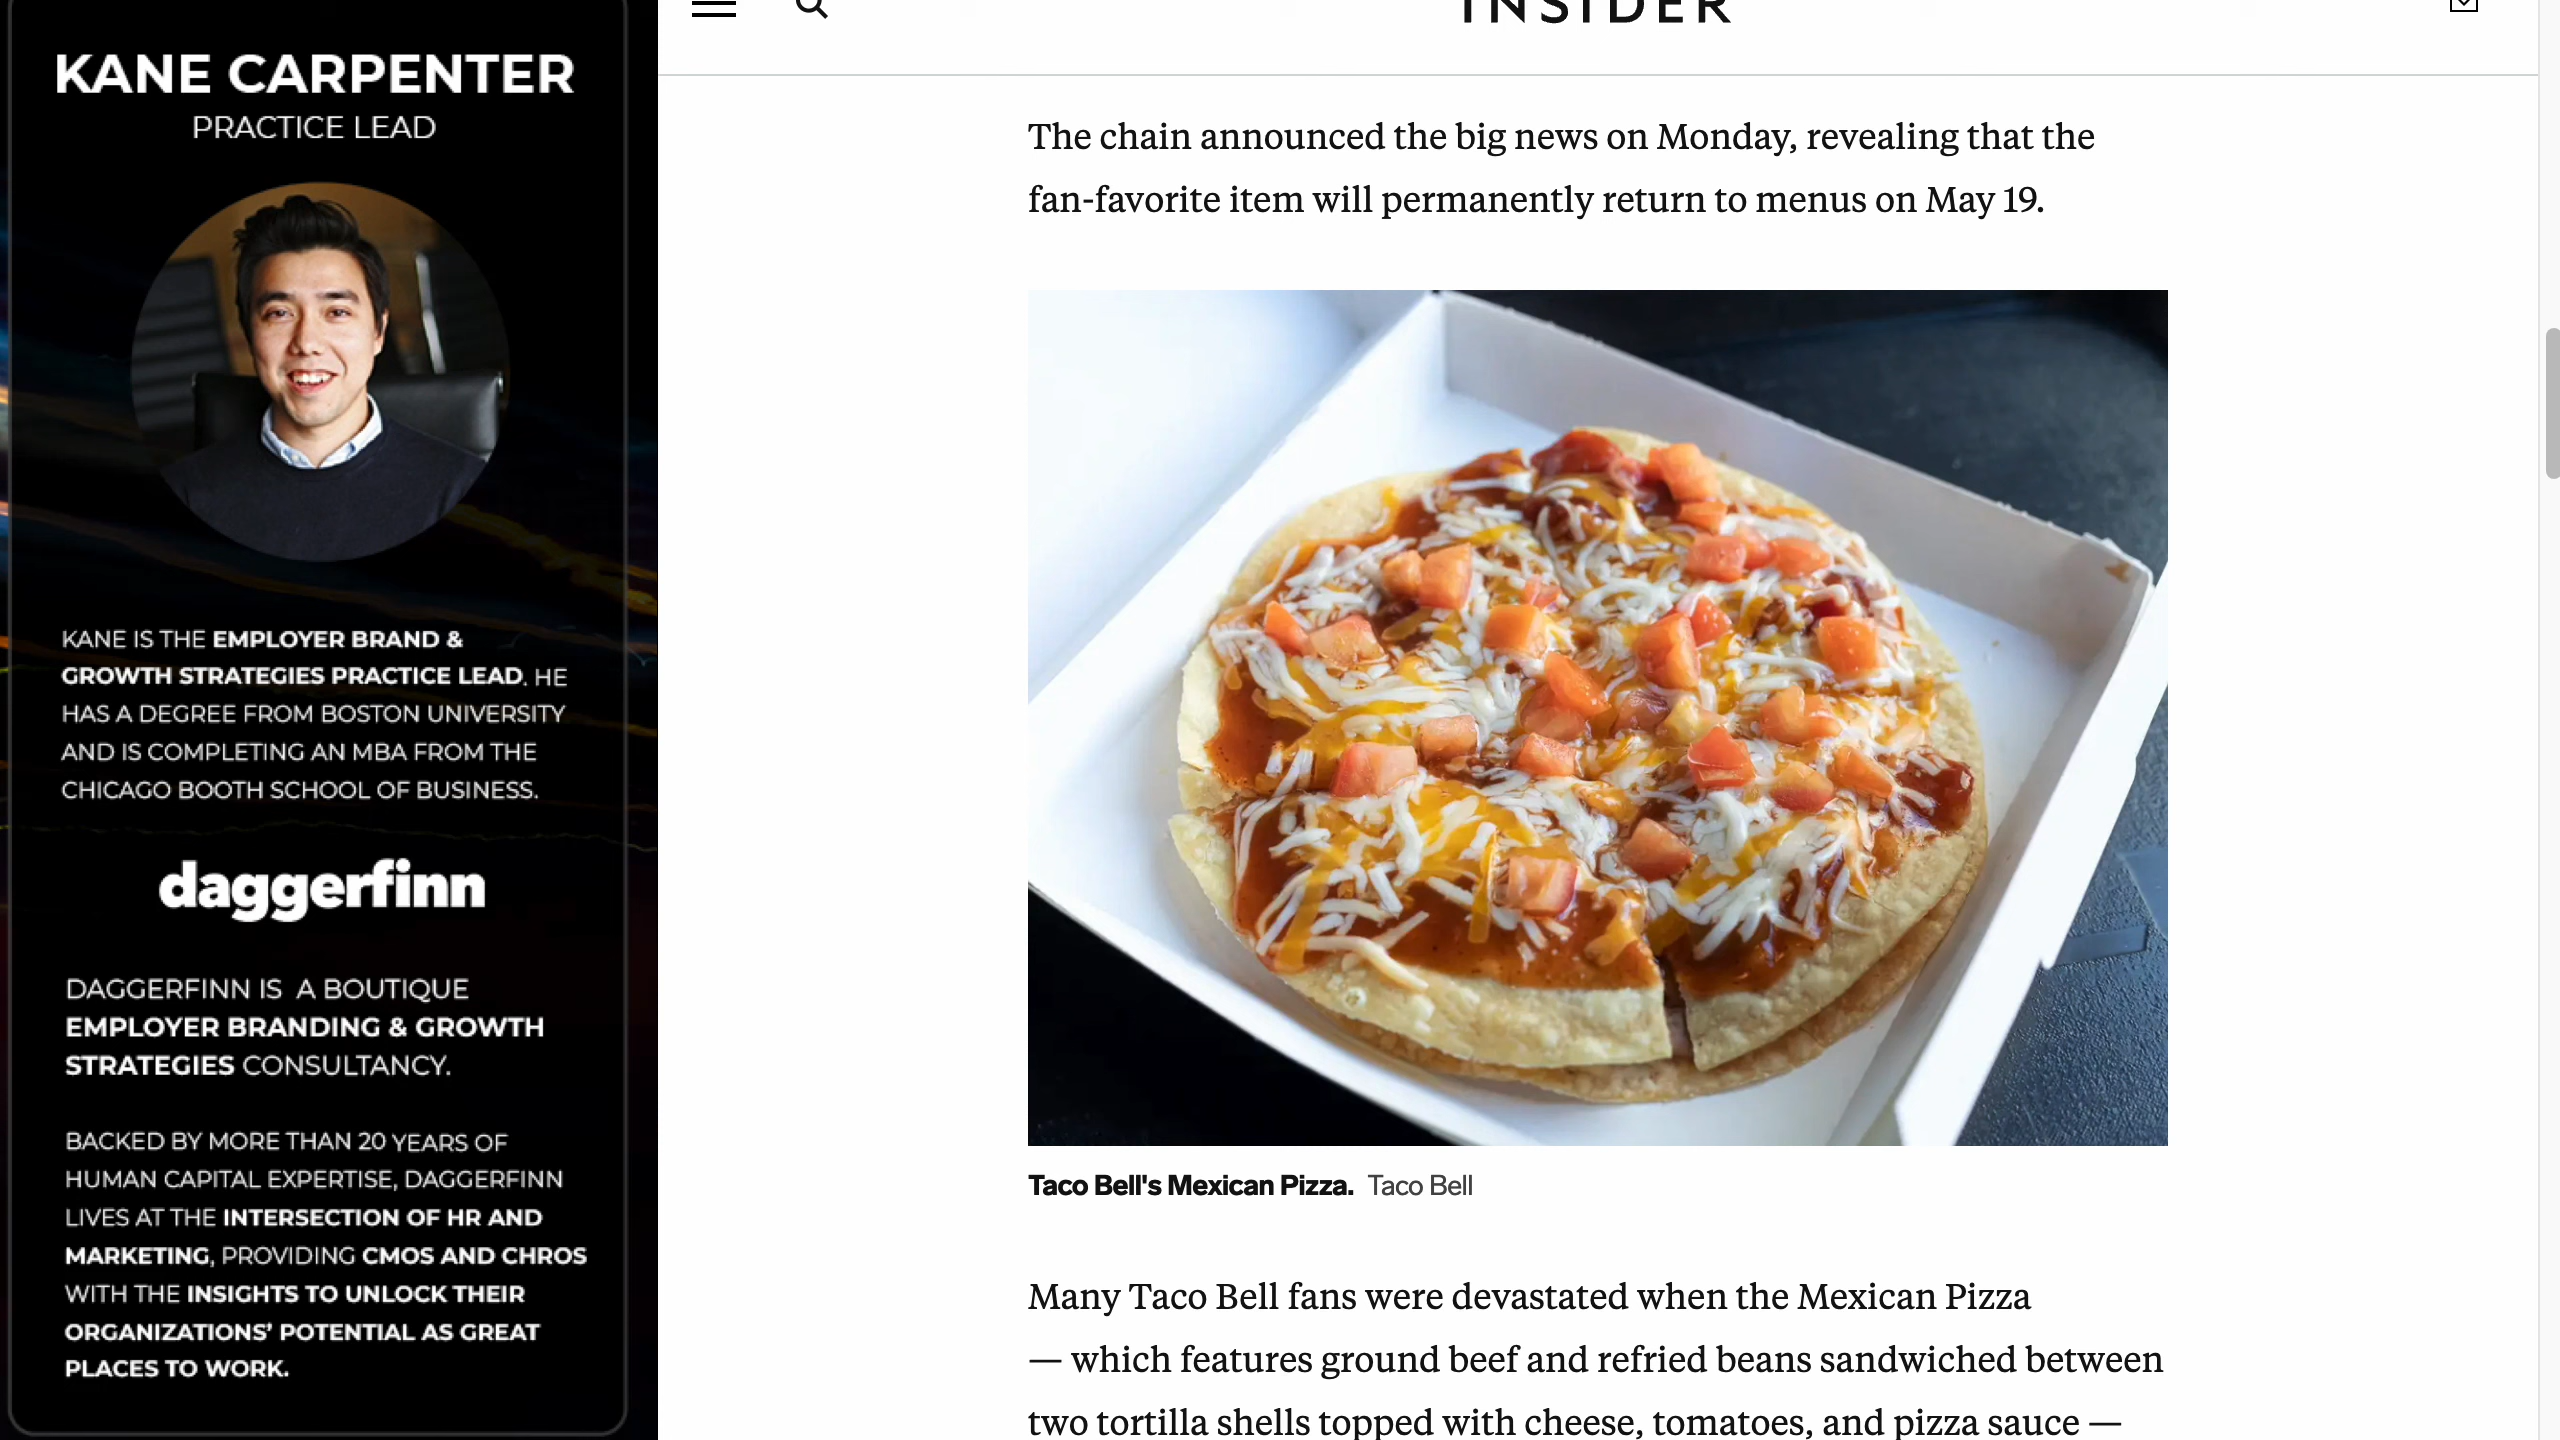 KANE CARPENTER
PRACTICE LEAD
KANE IS THE EMPLOYER BRAND &
GROWTH STRATEGIES PRACTICE LEAD. HE
HAS A DEGREE FROM BOSTON UNIVERSITY
AND IS COMPLETING AN MBA FROM THE
CHICAGO BOOTH SCHOOL OF BUSINESS.
daggerfinn
DAGGERFINN IS A BOUTIQUE
EMPLOYER BRANDING & GROWTH
STRATEGIES CONSULTANCY.
BACKED BY MORE THAN 20 YEARS OF
HUMAN CAPITAL EXPERTISE, DAGGERFINN
LIVES AT THE INTERSECTION OF HR AND
MARKETING, PROVIDING CMOS AND CHROS
WITH THE INSIGHTS TO UNLOCK THEIR
ORGANIZATIONS' POTENTIAL AS GREAT
PLACES TO WORK.
INSIDER
The chain announced the big news on Monday, revealing that the
fan-favorite item will permanently return to menus on May 19.
Taco Bell's Mexican Pizza. Taco Bell
Many Taco Bell fans were devastated when the Mexican Pizza
— which features ground beef and refried beans sandwiched between
two tortilla shells topped with cheese, tomatoes, and pizza sauce —